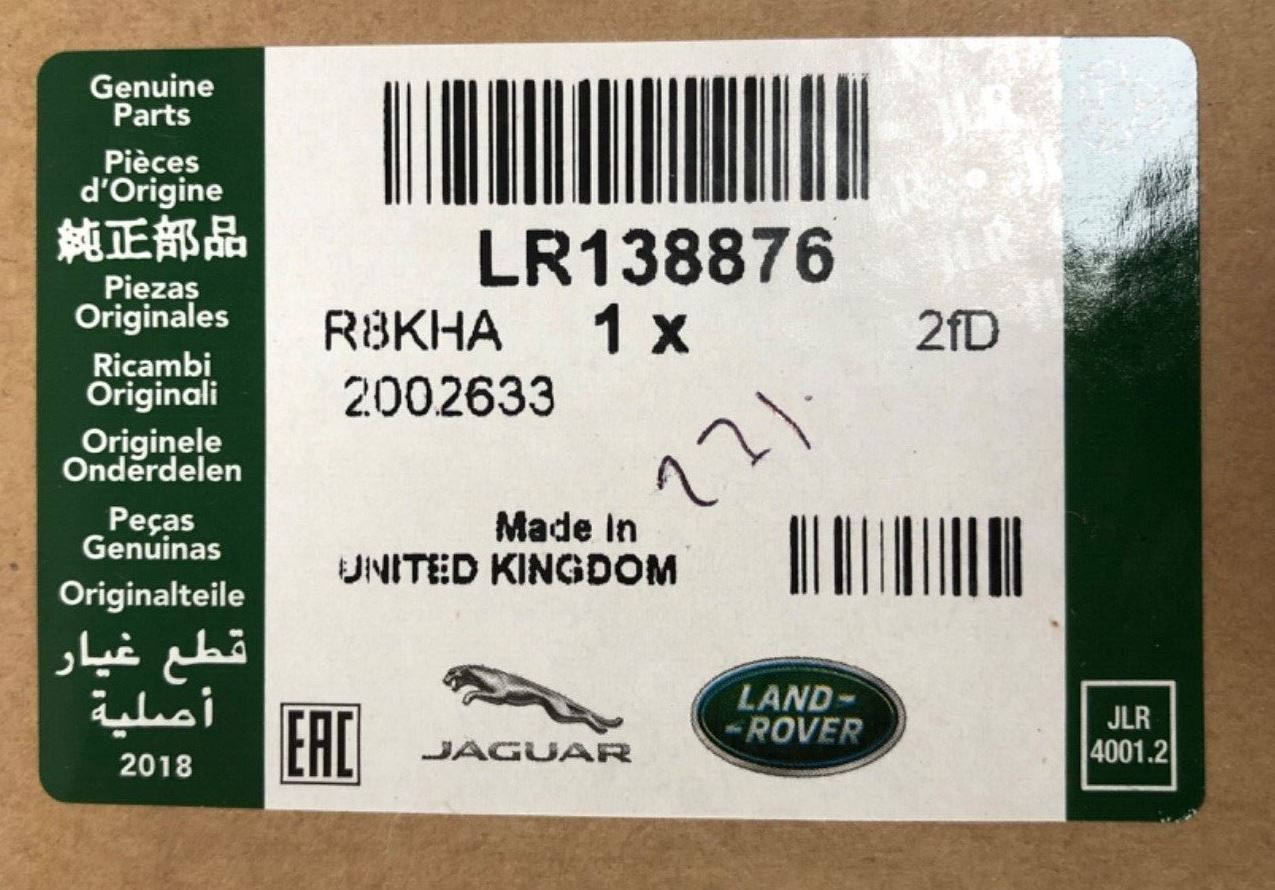 Genuine
Parts
Pièces
d'Origine
純正部品
Piezas
Originales
Ricambi
Originali
Originele
Onderdelen
Peças
Genuinas
Originalteile
قطع غيار
أصلية
2018
LR138876
R8KHA 1 x 2fD
2002633
221
Made In
UNITED KINGDOM
EAC
JAGUAR
LAND-
-ROVER
JLR
4001.2